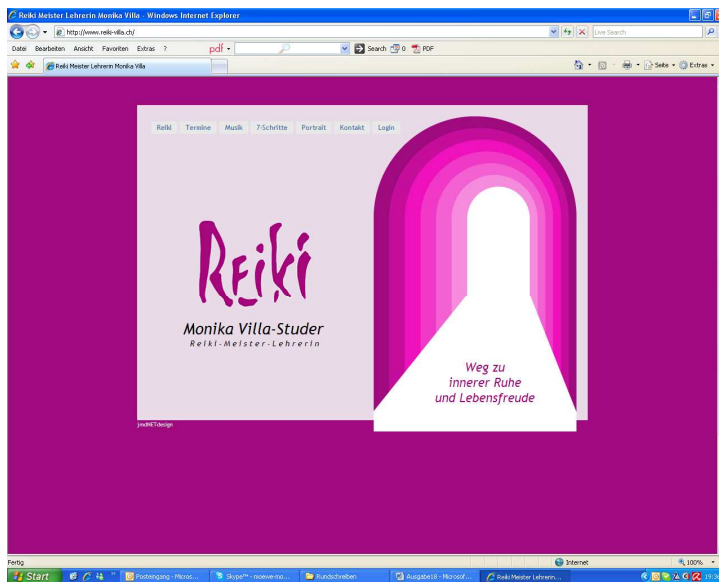 Reiki Meister Lehrerin Monika Villa - Windows Internet Explorer
http://www.reiki-villa.ch/
Live Search
Datei Bearbeiten Ansicht Favoriten Extras ?
pdf
Search
0
PDF
Reiki Meister Lehrerin Monika Villa
Seite
Extras
Reiki Termine Musik 7-Schritte Portrait Kontakt Login
Reiki
Monika Villa-Studer
Reiki-Meister-Lehrerin
Weg zu
innerer Ruhe
und Lebensfreude
jmdNETdesign
Fertig
Internet
100%
Start
Posteingang - Micros...
Skype™ - nioewe-mo...
Rundschreiben
Ausgabe18 - Microsof...
Reiki Meister Lehrerin...